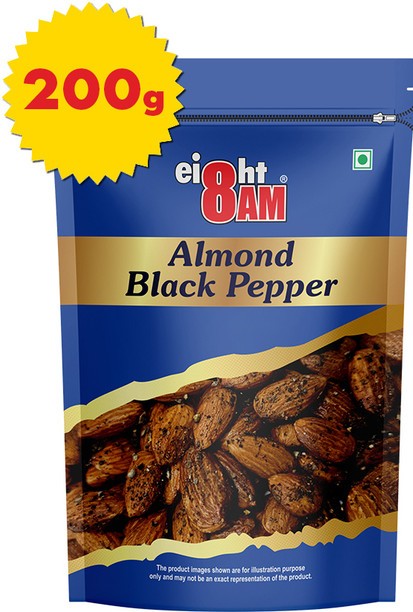 200g
ei8ht
8AM
®
Almond
Black Pepper
The product images shown are for illustration purpose
only and may not be an exact representation of the product.